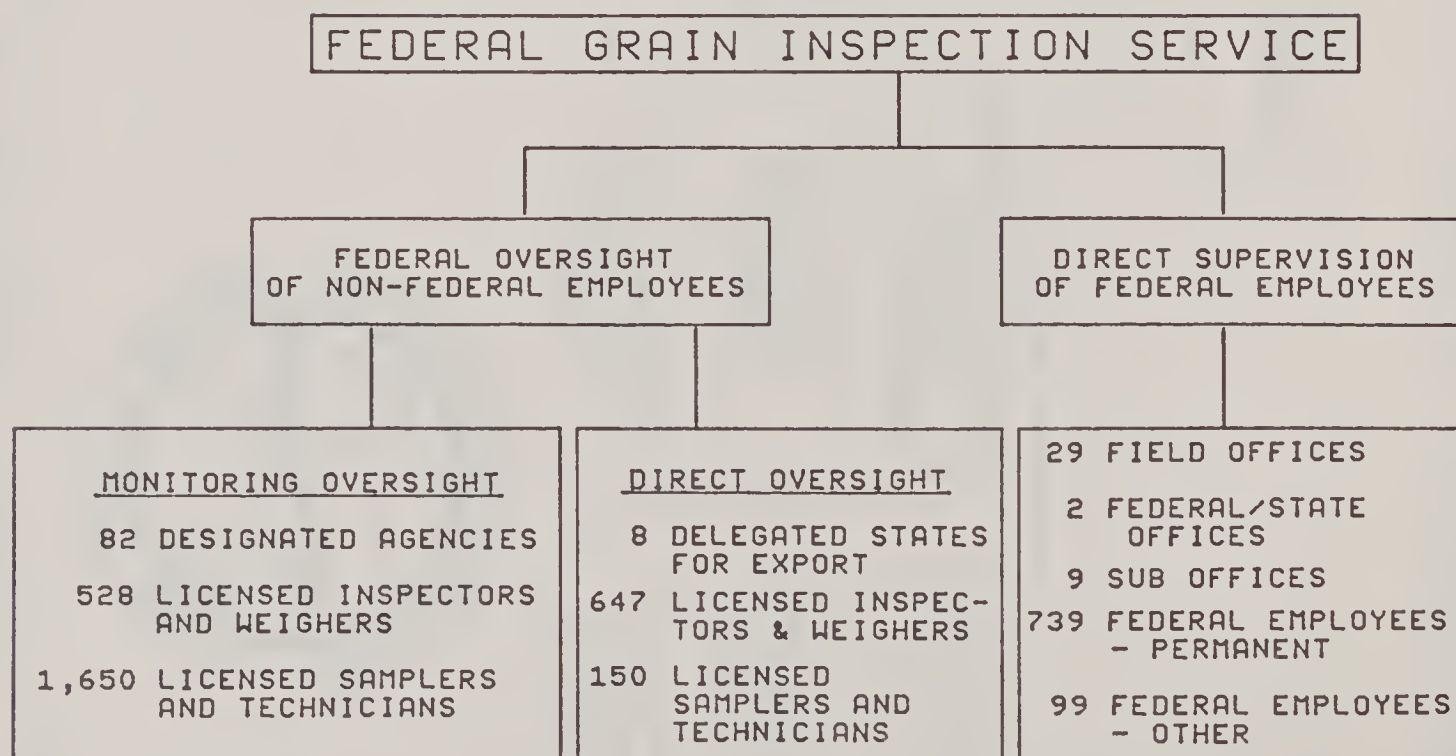 FEDERAL GRAIN INSPECTION SERVICE
FEDERAL OVERSIGHT
OF NON-FEDERAL EMPLOYEES
DIRECT SUPERVISION
OF FEDERAL EMPLOYEES
MONITORING OVERSIGHT
82 DESIGNATED AGENCIES
528 LICENSED INSPECTORS
AND WEIGHERS
1,650 LICENSED SAMPLERS
AND TECHNICIANS
DIRECT OVERSIGHT
8 DELEGATED STATES
FOR EXPORT
647 LICENSED INSPEC-
TORS & WEIGHERS
150 LICENSED
SAMPLERS AND
TECHNICIANS
29 FIELD OFFICES
2 FEDERAL/STATE
OFFICES
9 SUB OFFICES
739 FEDERAL EMPLOYEES
- PERMANENT
99 FEDERAL EMPLOYEES
- OTHER